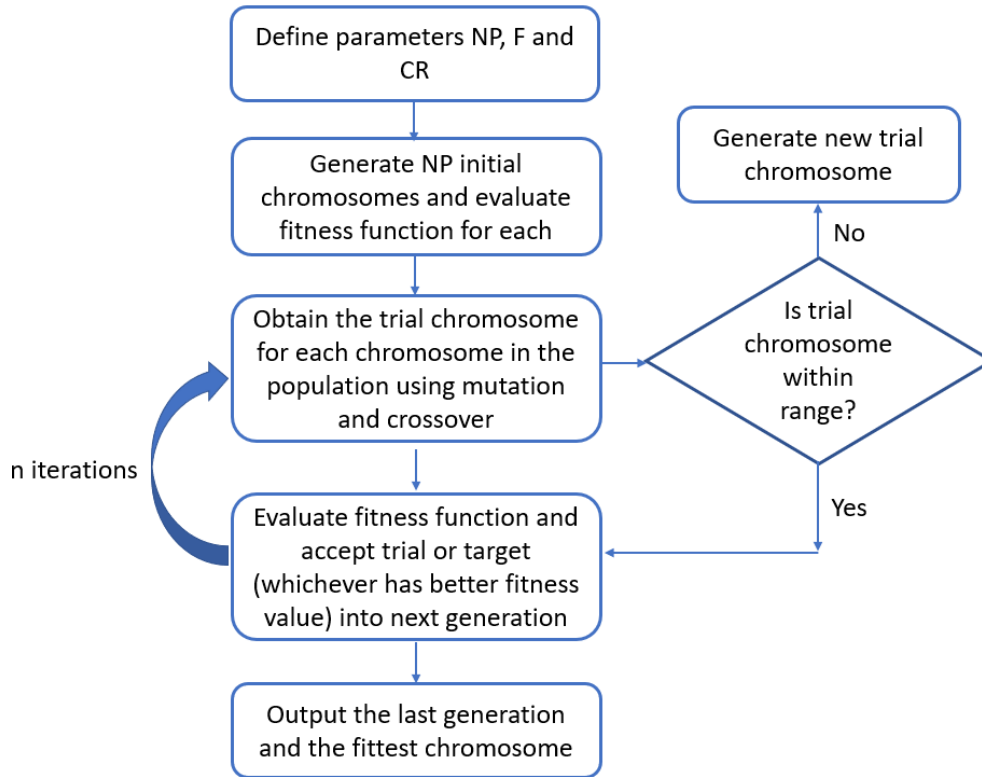 Define parameters NP, F and
CR
Generate NP initial
chromosomes and evaluate
fitness function for each
Obtain the trial chromosome
for each chromosome in the
population using mutation
and crossover
Generate new trial
chromosome
No
Is trial
chromosome
within
range?
Yes
n iterations
Evaluate fitness function and
accept trial or target
(whichever has better fitness
value) into next generation
Output the last generation
and the fittest chromosome